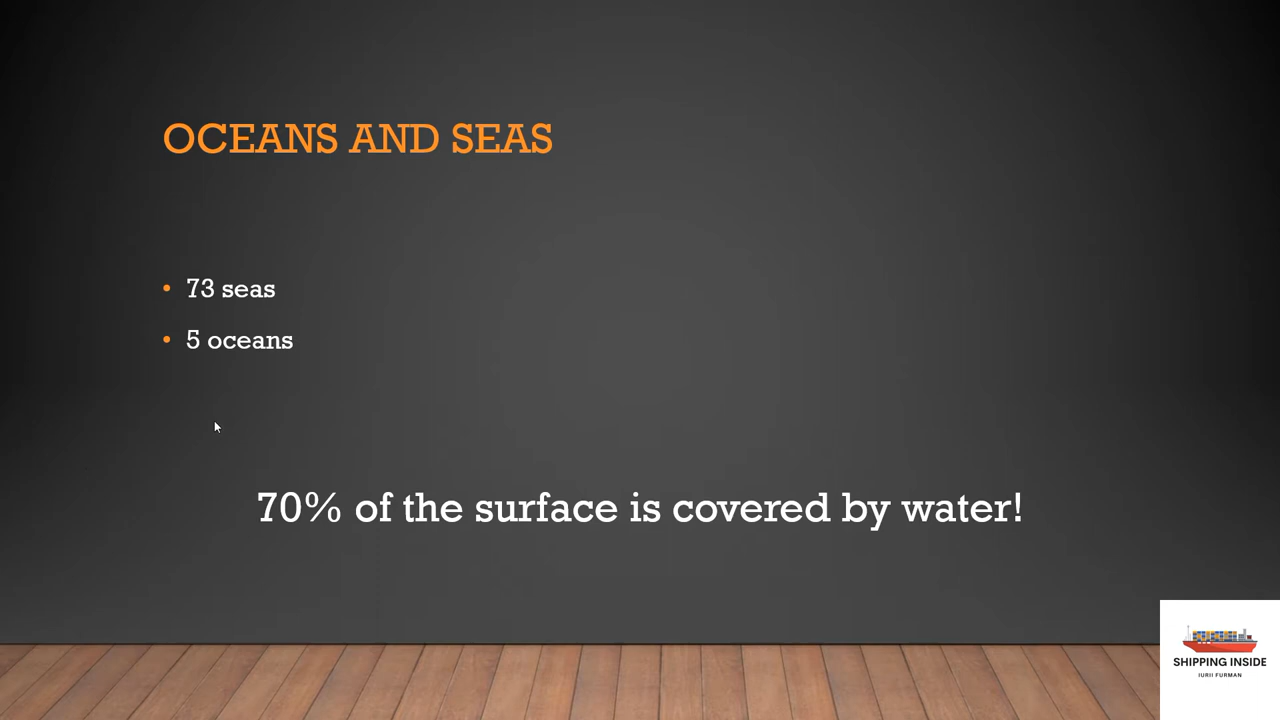 OCEANS AND SEAS
• 73 seas
• 5 oceans
70% of the surface is covered by water!
SHIPPING INSIDE
IURII FURMAN